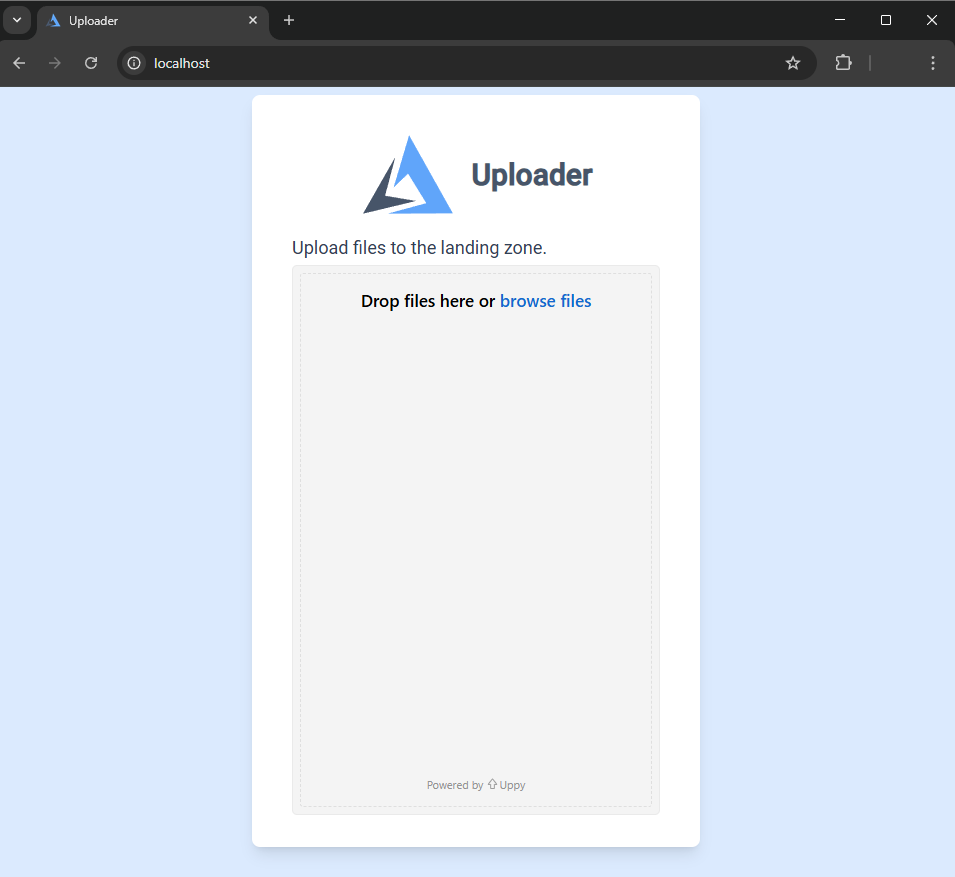 Uploader
localhost
Uploader
Upload files to the landing zone.
Drop files here or browse files
Powered by Uppy